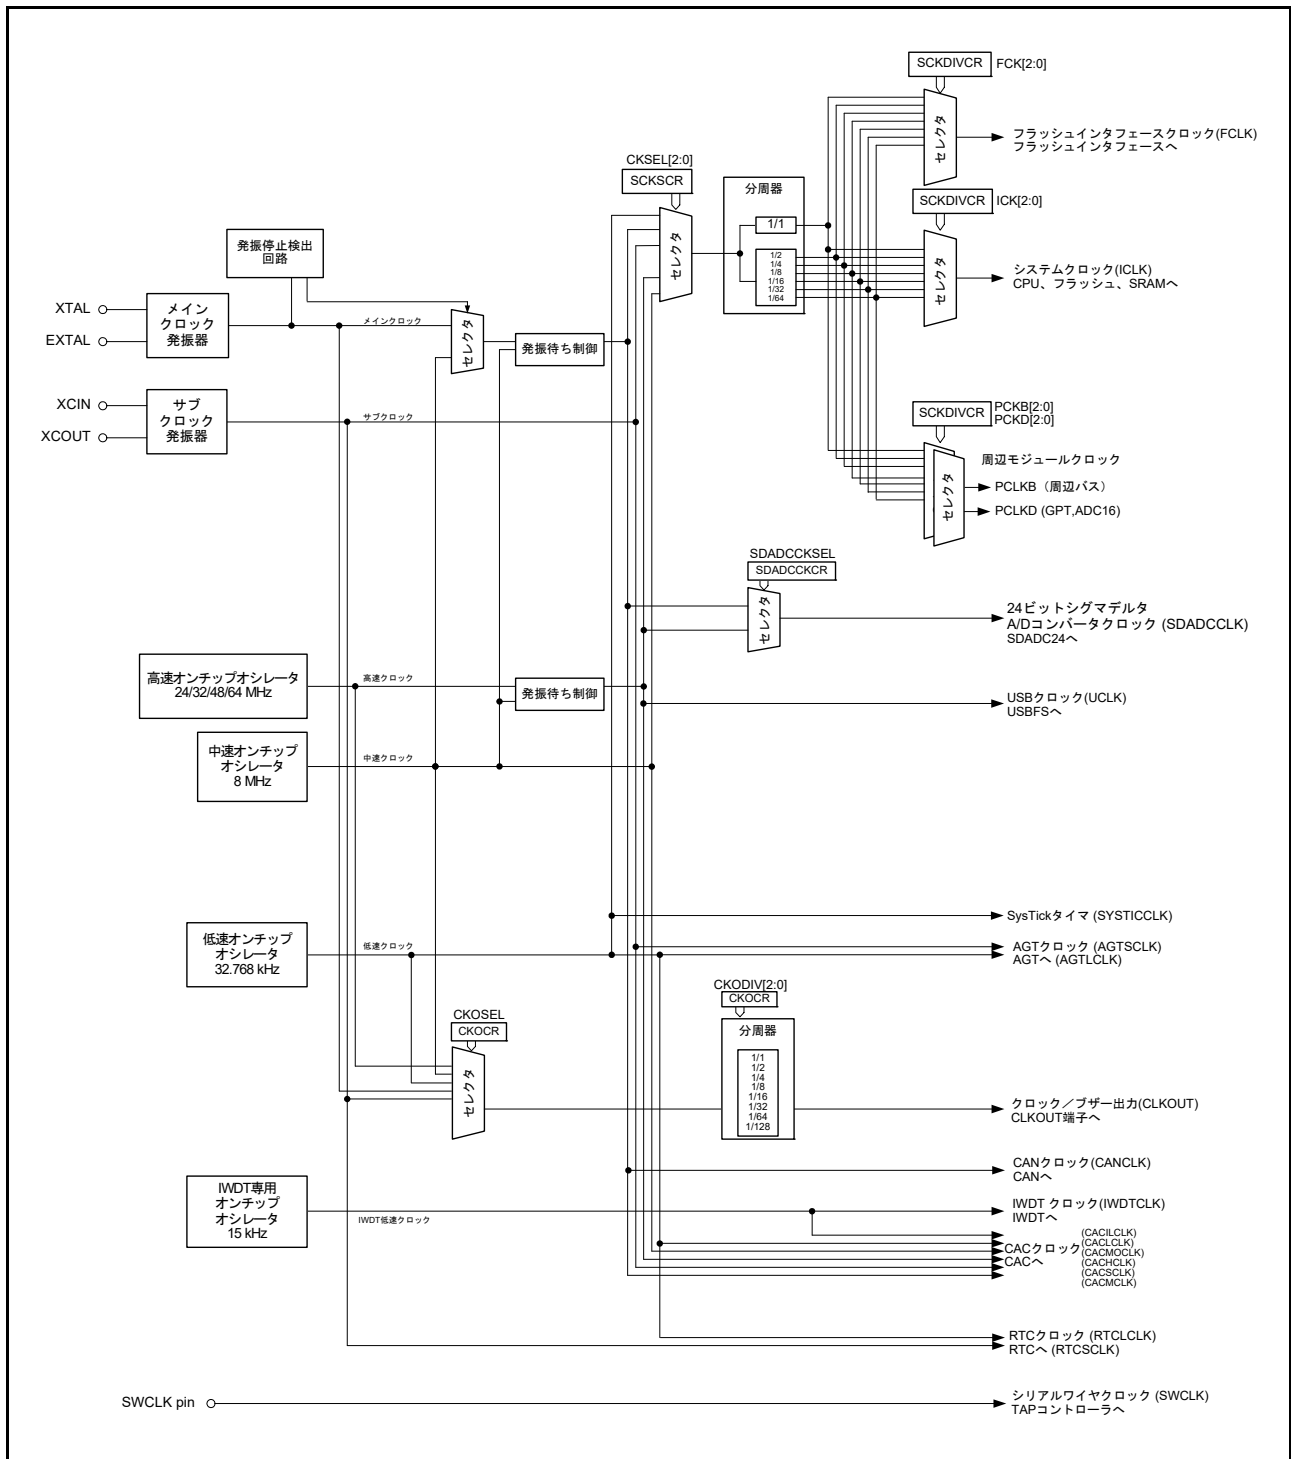 SCKDIVCR
FCK[2:0]
セレクタ
フラッシュインタフェースクロック(FCLK)
フラッシュインタフェースへ
CKSEL[2:0]
SCKSCR
セレクタ
分周器
1/1
1/2
1/4
1/8
1/16
1/32
1/64
SCKDIVCR
ICK[2:0]
セレクタ
システムクロック(ICLK)
CPU、フラッシュ、SRAMへ
発振停止検出
回路
XTAL
EXTAL
メイン
クロック
発振器
メインクロック
セレクタ
発振待ち制御
XCIN
XCOUT
サブ
クロック
発振器
サブクロック
SCKDIVCR
PCKB[2:0]
PCKD[2:0]
セレクタ
周辺モジュールクロック
PCLKB（周辺バス）
PCLKD (GPT,ADC16)
SDADCCKSEL
SDADCCKCR
セレクタ
24ビットシグマデルタ
A/Dコンバータクロック (SDADCCLK)
SDADC24へ
高速オンチップオシレータ
24/32/48/64 MHz
高速クロック
発振待ち制御
USBクロック(UCLK)
USBFSへ
中速オンチップ
オシレータ
8 MHz
中速クロック
SysTickタイマ (SYSTICCLK)
低速オンチップ
オシレータ
32.768 kHz
低速クロック
AGTクロック (AGTSCLK)
AGTへ (AGTLCLK)
CKOSEL
CKOCR
セレクタ
CKODIV[2:0]
CKOCR
分周器
1/1
1/2
1/4
1/8
1/16
1/32
1/64
1/128
クロック／ブザー出力(CLKOUT)
CLKOUT端子へ
CANクロック(CANCLK)
CANへ
IWDT専用
オンチップ
オシレータ
15 kHz
IWDT低速クロック
IWDT クロック(IWDTCLK)
IWDTへ
CACクロック
CACへ
(CACILCLK)
(CACLCLK)
(CACMOCLK)
(CACHCLK)
(CACSCLK)
(CACMCLK)
RTCクロック (RTCLCLK)
RTCへ (RTCSCLK)
SWCLK pin
シリアルワイヤクロック (SWCLK)
TAPコントローラへ